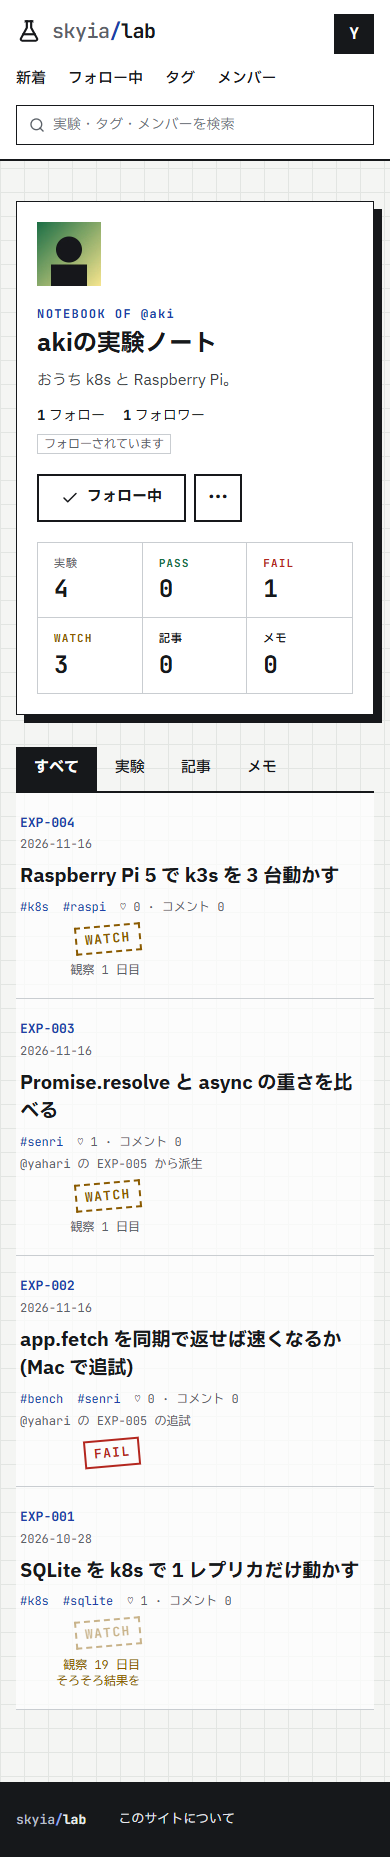 skyia/lab
Y
新着 フォロー中 タグ メンバー
実験・タグ・メンバーを検索
NOTEBOOK OF @aki
akiの実験ノート
おうち k8s と Raspberry Pi。
1 フォロー 1 フォロワー
フォローされています
フォロー中 …
実験 PASS FAIL
4 0 1
WATCH 記事 メモ
3 0 0
すべて 実験 記事 メモ
EXP-004
2026-11-16
Raspberry Pi 5 で k3s を 3 台動かす
#k8s #raspi ♡ 0 · コメント 0
WATCH
観察 1 日目
EXP-003
2026-11-16
Promise.resolve と async の重さを比
べる
#senri ♡ 1 · コメント 0
@yahari の EXP-005 から派生
WATCH
観察 1 日目
EXP-002
2026-11-16
app.fetch を同期で返せば速くなるか
(Mac で追試)
#bench #senri ♡ 0 · コメント 0
@yahari の EXP-005 の追試
FAIL
EXP-001
2026-10-28
SQLite を k8s で 1 レプリカだけ動かす
#k8s #sqlite ♡ 1 · コメント 0
WATCH
観察 19 日目
そろそろ結果を
skyia/lab このサイトについて